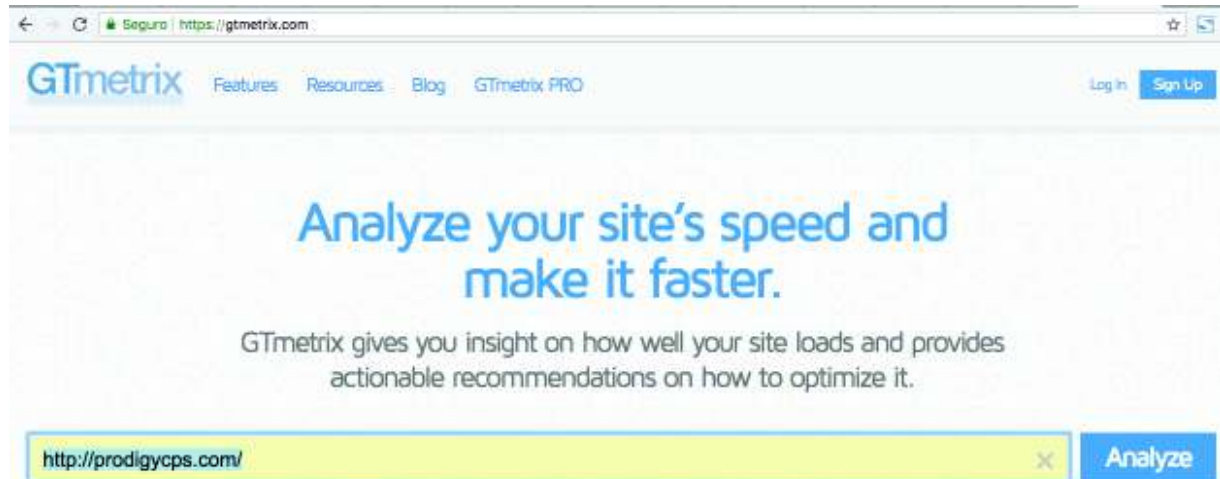 Seguro | https://gtmetrix.com
GTmetrix Features Resources Blog GTmetrix PRO Log In Sign Up
Analyze your site's speed and
make it faster.
GTmetrix gives you insight on how well your site loads and provides
actionable recommendations on how to optimize it.
http://prodigycps.com/ Analyze